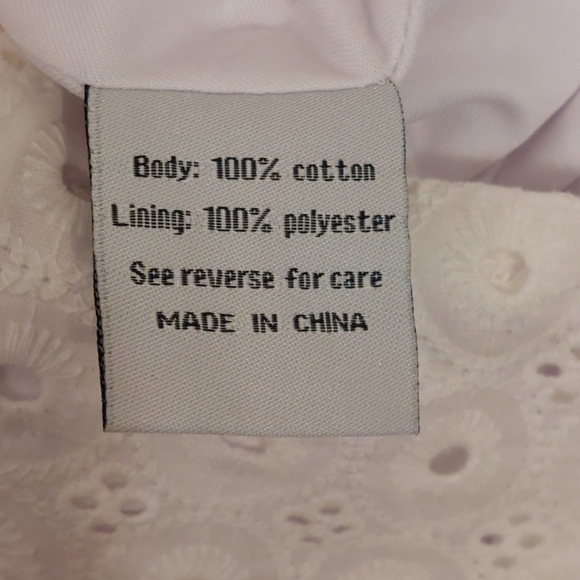 Body: 100% cotton
Lining: 100% polyester
See reverse for care
MADE IN CHINA